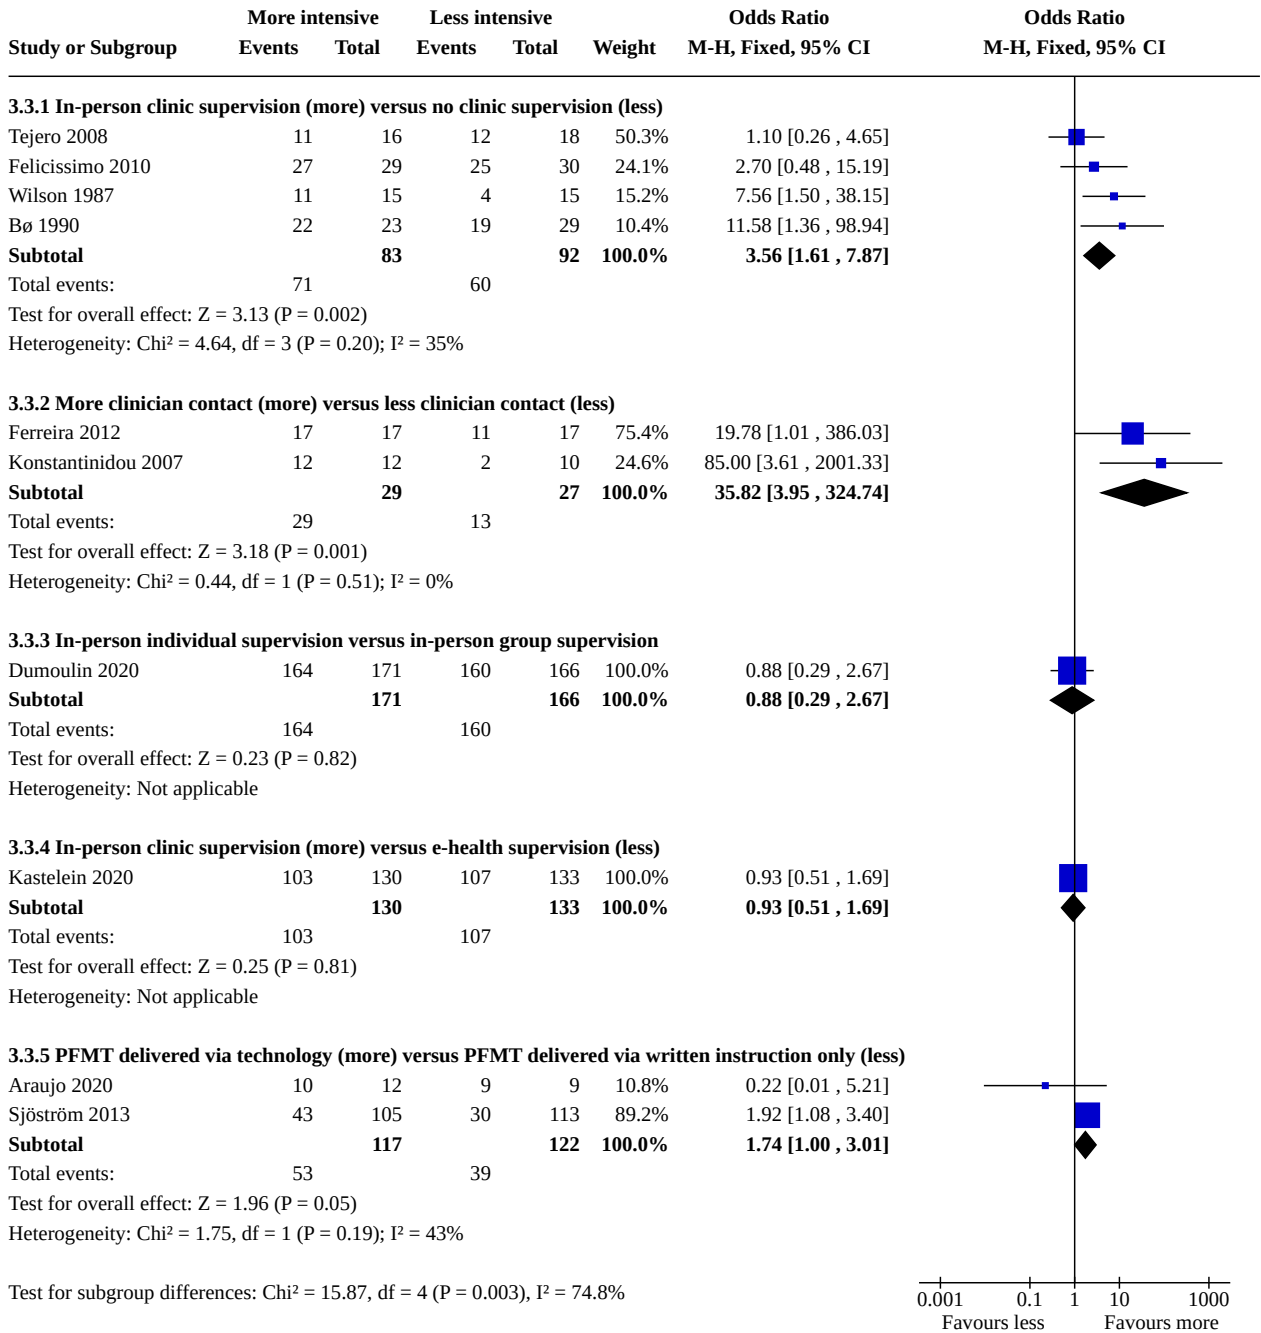 More intensive Less intensive Odds Ratio Odds Ratio
Study or Subgroup Events Total Events Total Weight M-H, Fixed, 95% CI M-H, Fixed, 95% CI
3.3.1 In-person clinic supervision (more) versus no clinic supervision (less)
Tejero 2008 11 16 12 18 50.3% 1.10 [0.26 , 4.65]
Felicissimo 2010 27 29 25 30 24.1% 2.70 [0.48 , 15.19]
Wilson 1987 11 15 4 15 15.2% 7.56 [1.50 , 38.15]
Bø 1990 22 23 19 29 10.4% 11.58 [1.36 , 98.94]
Subtotal 83 92 100.0% 3.56 [1.61 , 7.87]
Total events: 71 60
Test for overall effect: Z = 3.13 (P = 0.002)
Heterogeneity: Chi² = 4.64, df = 3 (P = 0.20); I² = 35%
3.3.2 More clinician contact (more) versus less clinician contact (less)
Ferreira 2012 17 17 11 17 75.4% 19.78 [1.01 , 386.03]
Konstantinidou 2007 12 12 2 10 24.6% 85.00 [3.61 , 2001.33]
Subtotal 29 27 100.0% 35.82 [3.95 , 324.74]
Total events: 29 13
Test for overall effect: Z = 3.18 (P = 0.001)
Heterogeneity: Chi² = 0.44, df = 1 (P = 0.51); I² = 0%
3.3.3 In-person individual supervision versus in-person group supervision
Dumoulin 2020 164 171 160 166 100.0% 0.88 [0.29 , 2.67]
Subtotal 171 166 100.0% 0.88 [0.29 , 2.67]
Total events: 164 160
Test for overall effect: Z = 0.23 (P = 0.82)
Heterogeneity: Not applicable
3.3.4 In-person clinic supervision (more) versus e-health supervision (less)
Kastelein 2020 103 130 107 133 100.0% 0.93 [0.51 , 1.69]
Subtotal 130 133 100.0% 0.93 [0.51 , 1.69]
Total events: 103 107
Test for overall effect: Z = 0.25 (P = 0.81)
Heterogeneity: Not applicable
3.3.5 PFMT delivered via technology (more) versus PFMT delivered via written instruction only (less)
Araujo 2020 10 12 9 9 10.8% 0.22 [0.01 , 5.21]
Sjöström 2013 43 105 30 113 89.2% 1.92 [1.08 , 3.40]
Subtotal 117 122 100.0% 1.74 [1.00 , 3.01]
Total events: 53 39
Test for overall effect: Z = 1.96 (P = 0.05)
Heterogeneity: Chi² = 1.75, df = 1 (P = 0.19); I² = 43%
Test for subgroup differences: Chi² = 15.87, df = 4 (P = 0.003), I² = 74.8%
0.001 0.1 1 10 1000
Favours less Favours more